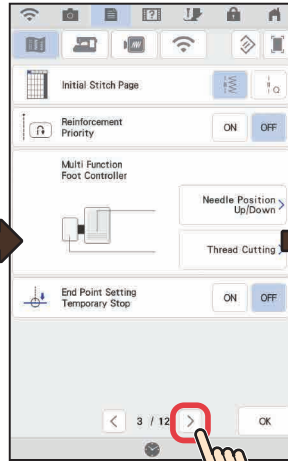 Initial Stitch Page
Q
Reinforcement
Priority
ON
OFF
Multi Function
Foot Controller
Needle Position
Up/Down
Thread Cutting
End Point Setting
Temporary Stop
ON
OFF
3 / 12
OK